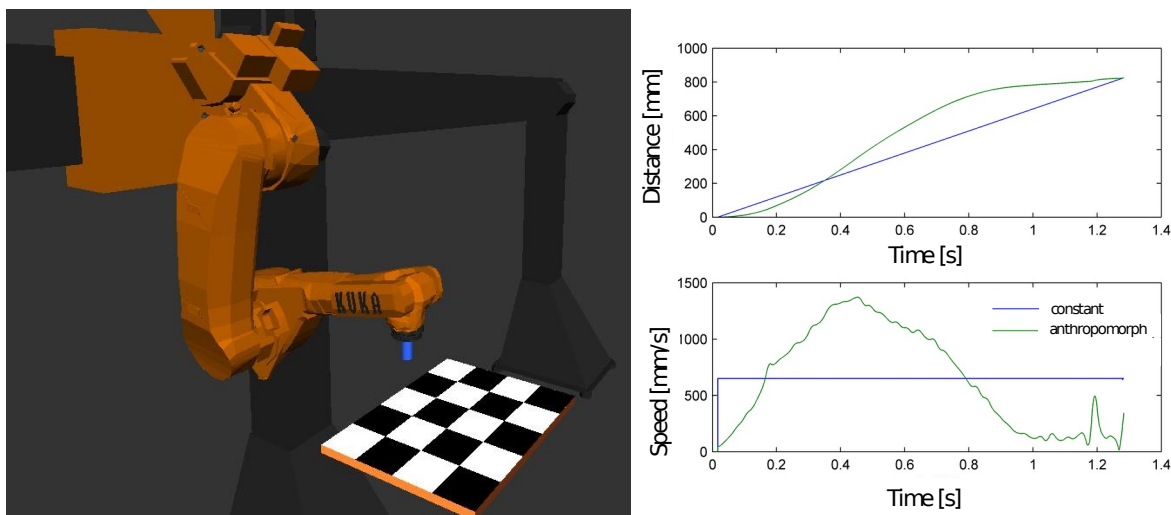 KUKA
1000
800
600
400
200
0
Distance [mm]
0 0.2 0.4 0.6 0.8 1 1.2 1.4
Time [s]
1500
1000
500
0
Speed [mm/s]
constant
anthropomorph
0 0.2 0.4 0.6 0.8 1 1.2 1.4
Time [s]